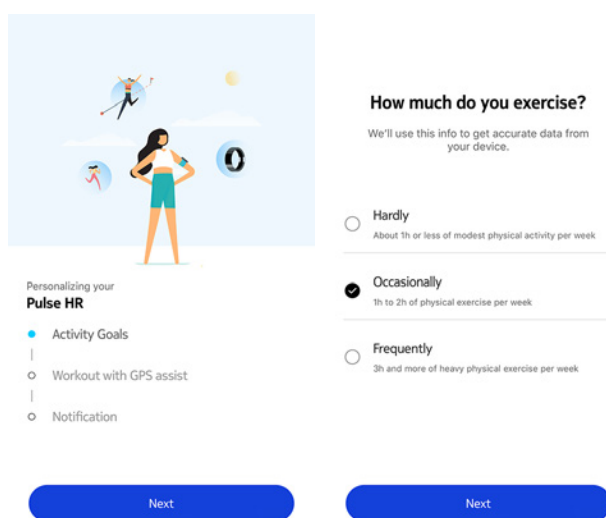 Personalizing your
Pulse HR
Activity Goals
Workout with GPS assist
Notification
Next
How much do you exercise?
We'll use this info to get accurate data from
your device.
Hardly
About 1h or less of modest physical activity per week
Occasionally
1h to 2h of physical exercise per week
Frequently
3h and more of heavy physical exercise per week
Next